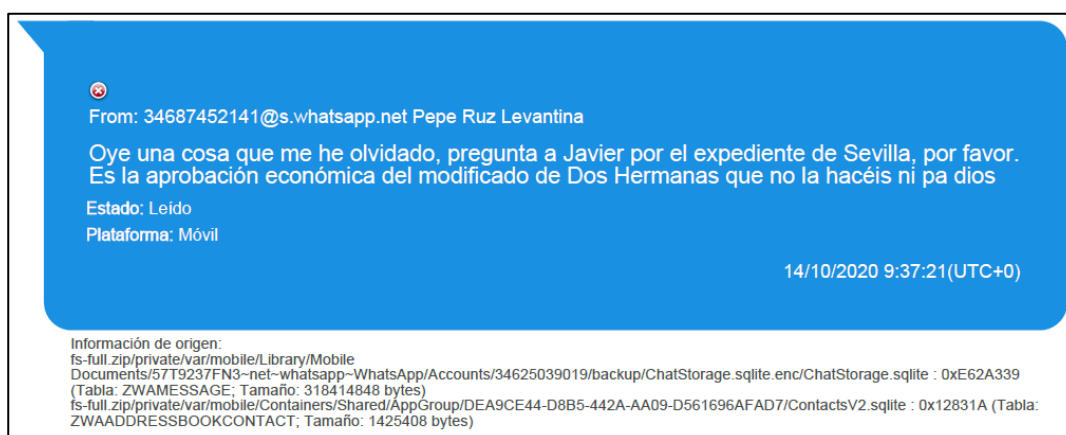 From: 34687452141@s.whatsapp.net Pepe Ruz Levantina
Oye una cosa que me he olvidado, pregunta a Javier por el expediente de Sevilla, por favor.
Es la aprobación económica del modificado de Dos Hermanas que no la hacéis ni pa dios
Estado: Leído
Plataforma: Móvil
14/10/2020 9:37:21(UTC+0)
Información de origen:
fs-full.zip/private/var/mobile/Library/Mobile
Documents/57T9237FN3~net~whatsapp~WhatsApp/Accounts/34625039019/backup/ChatStorage.sqlite.enc/ChatStorage.sqlite : 0xE62A339
(Tabla: ZWAMESSAGE; Tamaño: 318414848 bytes)
fs-full.zip/private/var/mobile/Containers/Shared/AppGroup/DEA9CE44-D8B5-442A-AA09-D561696AFAD7/ContactsV2.sqlite : 0x12831A (Tabla:
ZWAADDRESSBOOKCONTACT; Tamaño: 1425408 bytes)